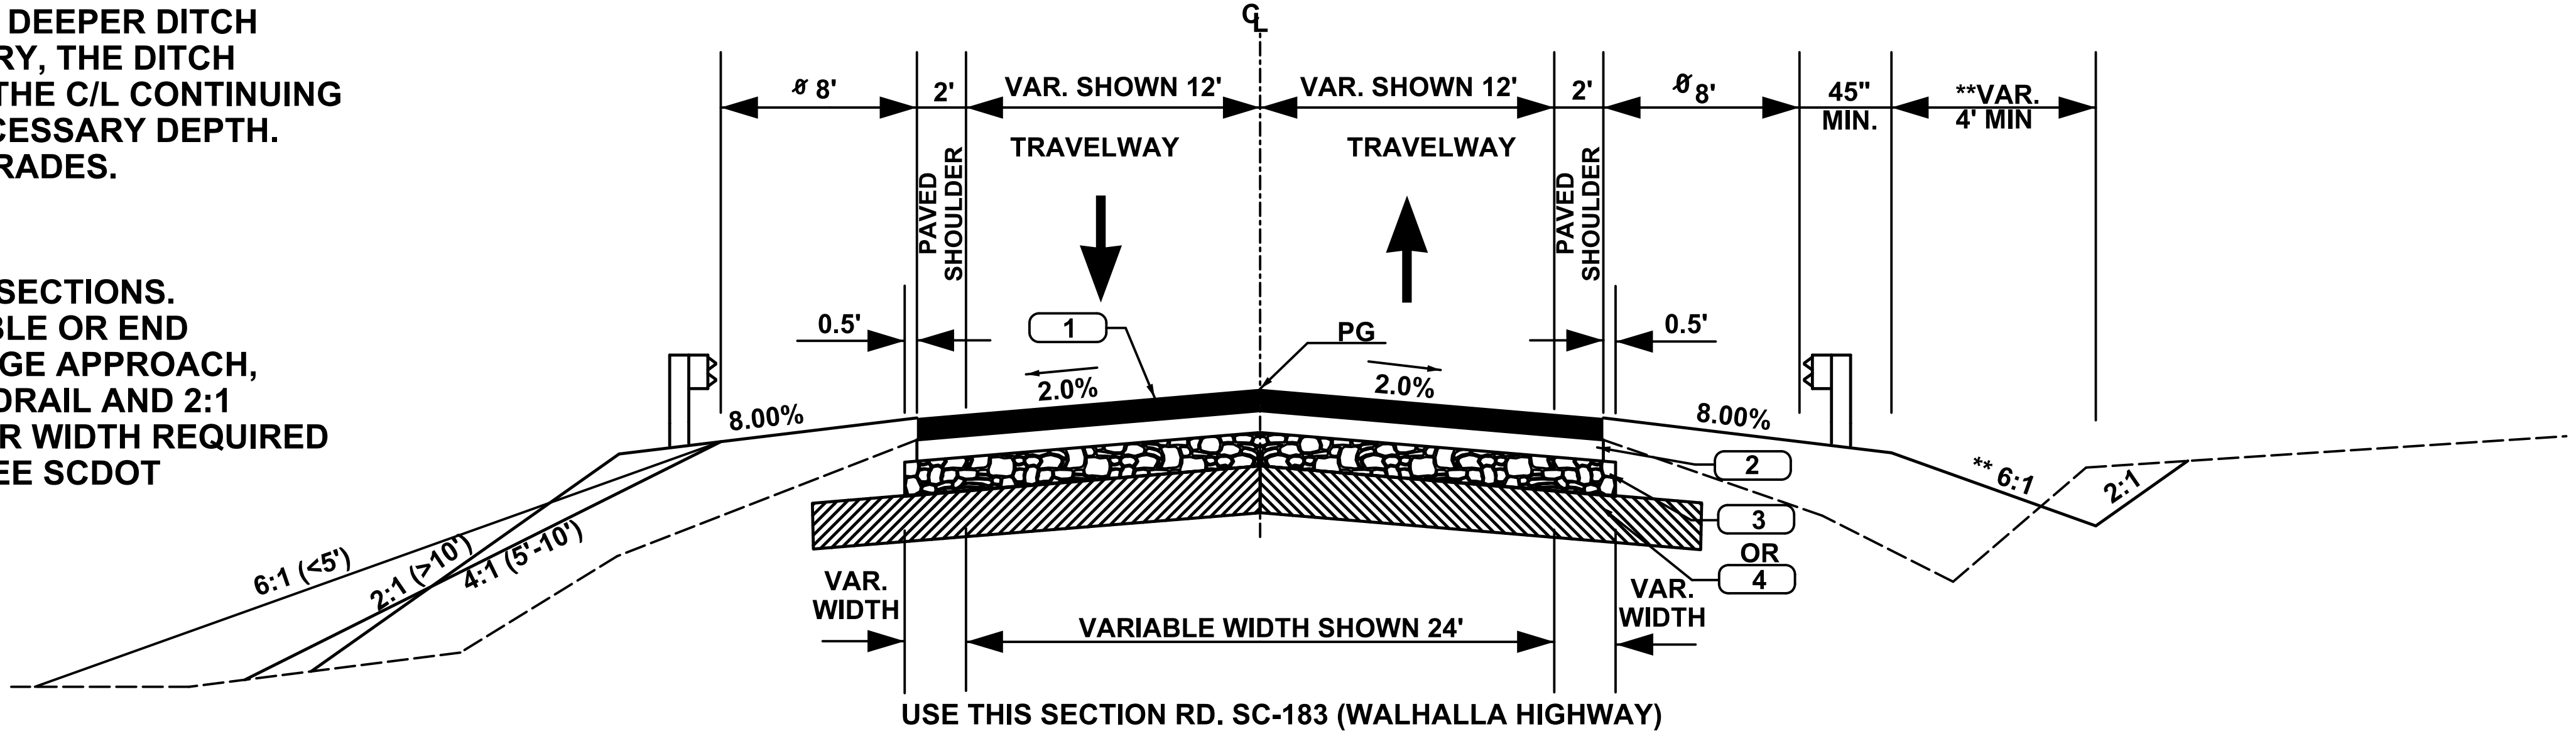 DEEPER DITCH
RY, THE DITCH
THE C/L CONTINUING
CESSARY DEPTH.
RADES.
SECTIONS.
BLE OR END
GE APPROACH,
DRAIL AND 2:1
R WIDTH REQUIRED
EE SCDOT
CL
Ø 8'
2'
VAR. SHOWN 12'
VAR. SHOWN 12'
2'
Ø 8'
45"
MIN.
**VAR.
4' MIN
PAVED
SHOULDER
TRAVELWAY
TRAVELWAY
PAVED
SHOULDER
0.5'
1
PG
0.5'
8.00%
2.0%
2.0%
8.00%
2
3
OR
4
** 6:1
2:1
6:1 (<5')
2:1 (>10')
4:1 (5'-10')
VAR.
WIDTH
VARIABLE WIDTH SHOWN 24'
VAR.
WIDTH
USE THIS SECTION RD. SC-183 (WALHALLA HIGHWAY)